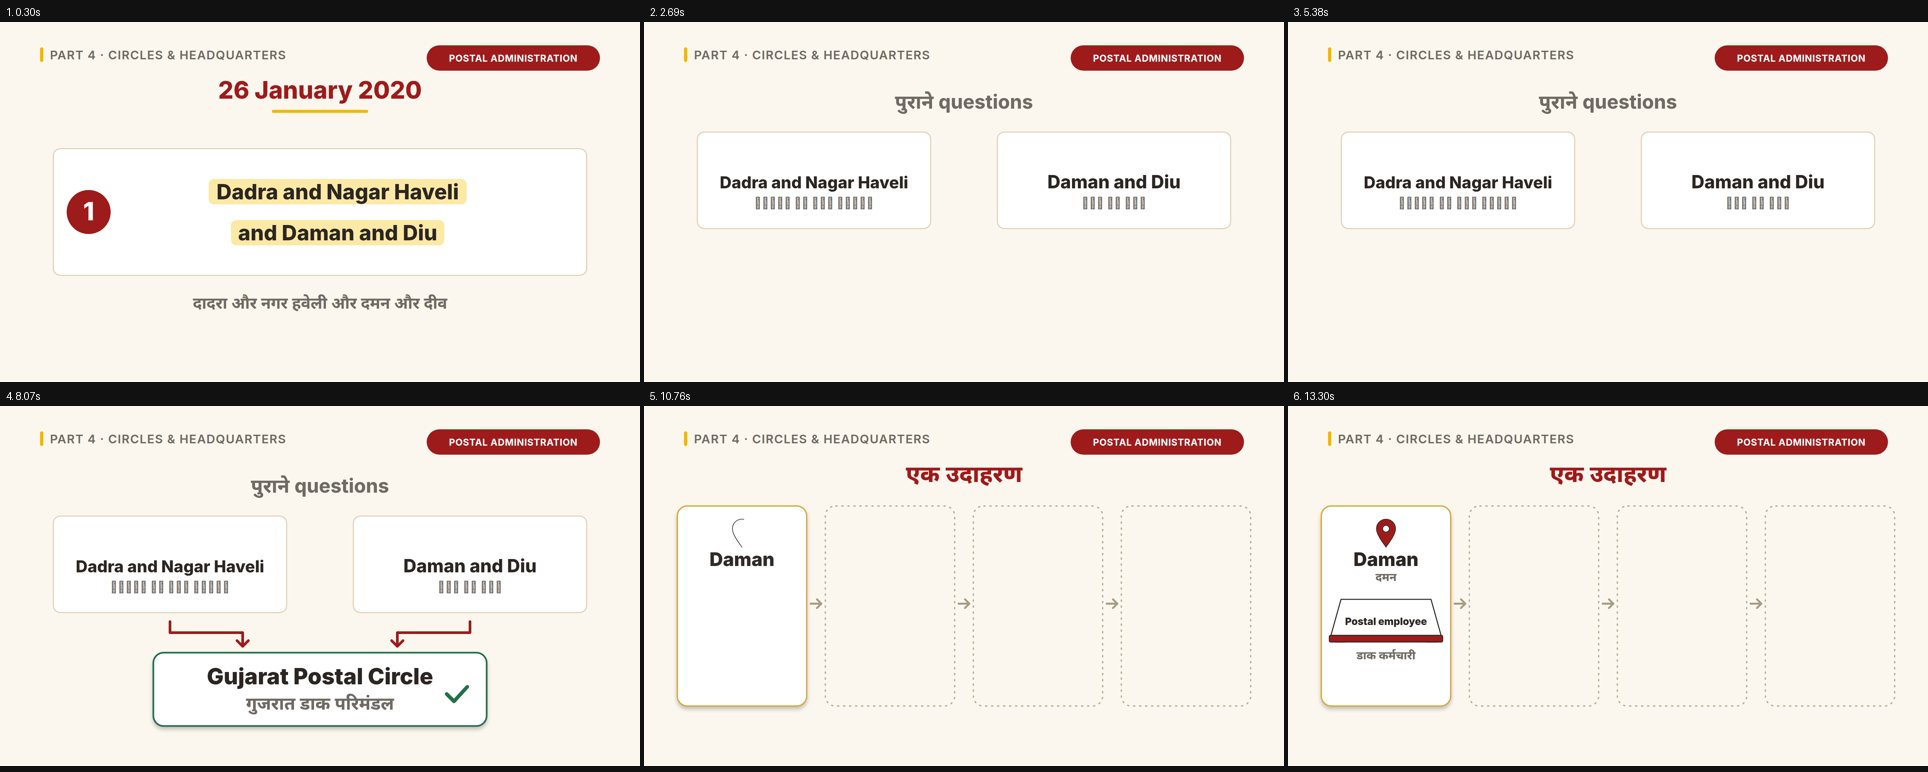 1. 0.30s
PART 4 · CIRCLES & HEADQUARTERS
POSTAL ADMINISTRATION
26 January 2020
1
Dadra and Nagar Haveli
and Daman and Diu
दादरा और नगर हवेली और दमन और दीव
2. 2.69s
PART 4 · CIRCLES & HEADQUARTERS
POSTAL ADMINISTRATION
पुराने questions
Dadra and Nagar Haveli
Daman and Diu
3. 5.38s
PART 4 · CIRCLES & HEADQUARTERS
POSTAL ADMINISTRATION
पुराने questions
Dadra and Nagar Haveli
Daman and Diu
4. 8.07s
PART 4 · CIRCLES & HEADQUARTERS
POSTAL ADMINISTRATION
पुराने questions
Dadra and Nagar Haveli
Daman and Diu
Gujarat Postal Circle
गुजरात डाक परिमंडल
5. 10.76s
PART 4 · CIRCLES & HEADQUARTERS
POSTAL ADMINISTRATION
एक उदाहरण
Daman
6. 13.30s
PART 4 · CIRCLES & HEADQUARTERS
POSTAL ADMINISTRATION
एक उदाहरण
Daman
दमन
Postal employee
डाक कर्मचारी